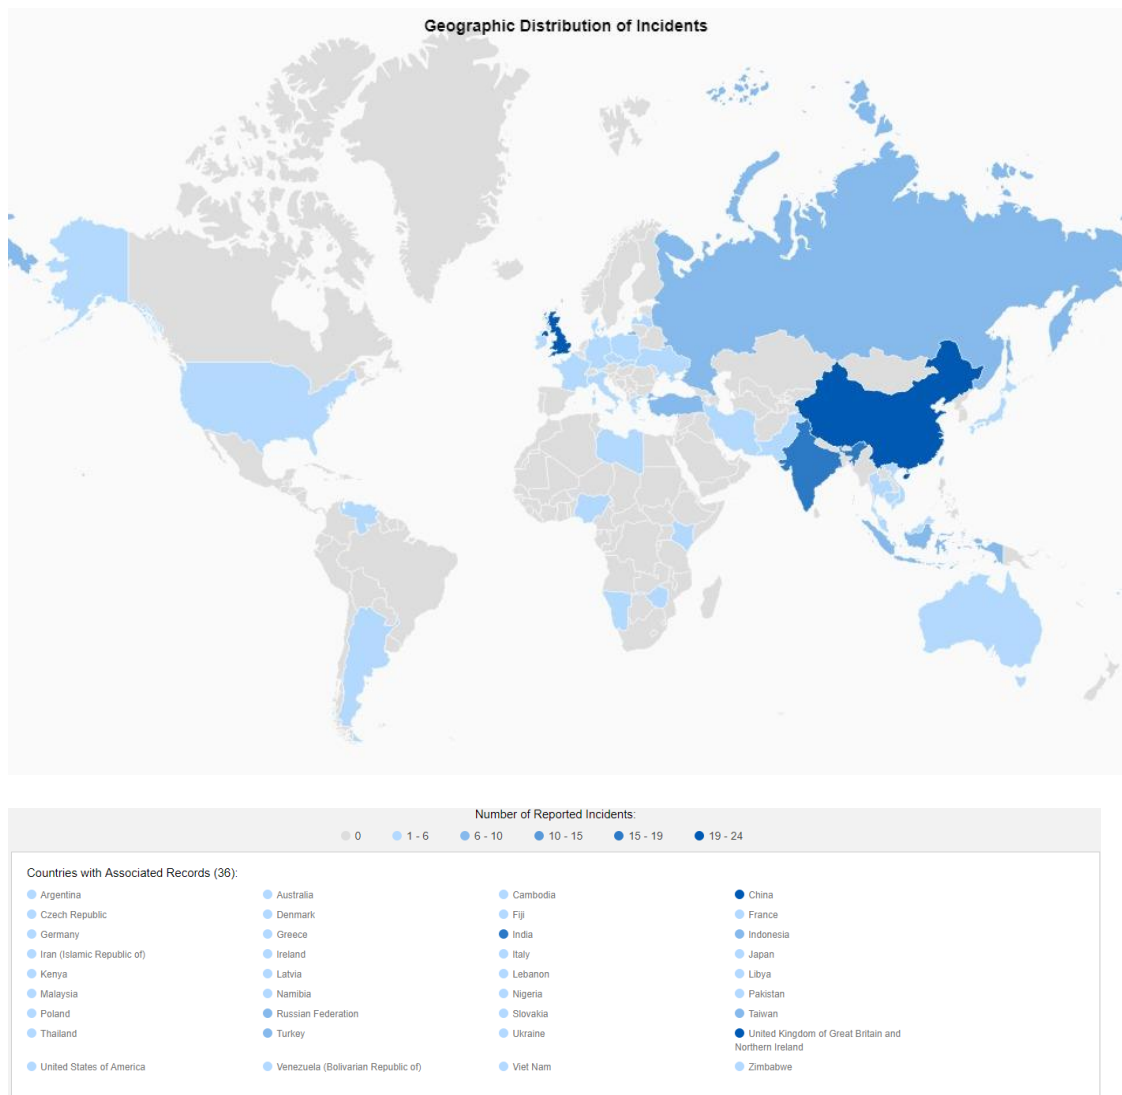 Geographic Distribution of Incidents
Number of Reported Incidents:
0 1 - 6 6 - 10 10 - 15 15 - 19 19 - 24
Countries with Associated Records (36):
Argentina Australia Cambodia China
Czech Republic Denmark Fiji France
Germany Greece India Indonesia
Iran (Islamic Republic of) Ireland Italy Japan
Kenya Latvia Lebanon Libya
Malaysia Namibia Nigeria Pakistan
Poland Russian Federation Slovakia Taiwan
Thailand Turkey Ukraine United Kingdom of Great Britain and
Northern Ireland
United States of America Venezuela (Bolivarian Republic of) Viet Nam Zimbabwe